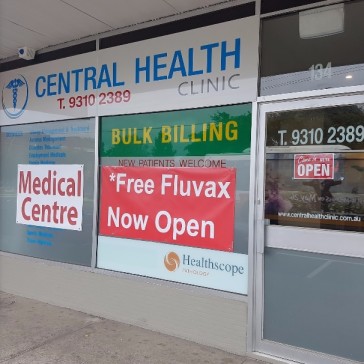 CENTRAL HEALTH
CLINIC
T. 9310 2389
BULK BILLING
NEW PATIENTS WELCOME
Medical
Centre
*Free Fluvax
Now Open
Healthscope
134
T. 9310 2389
OPEN
www.centralhealthclinic.com.au